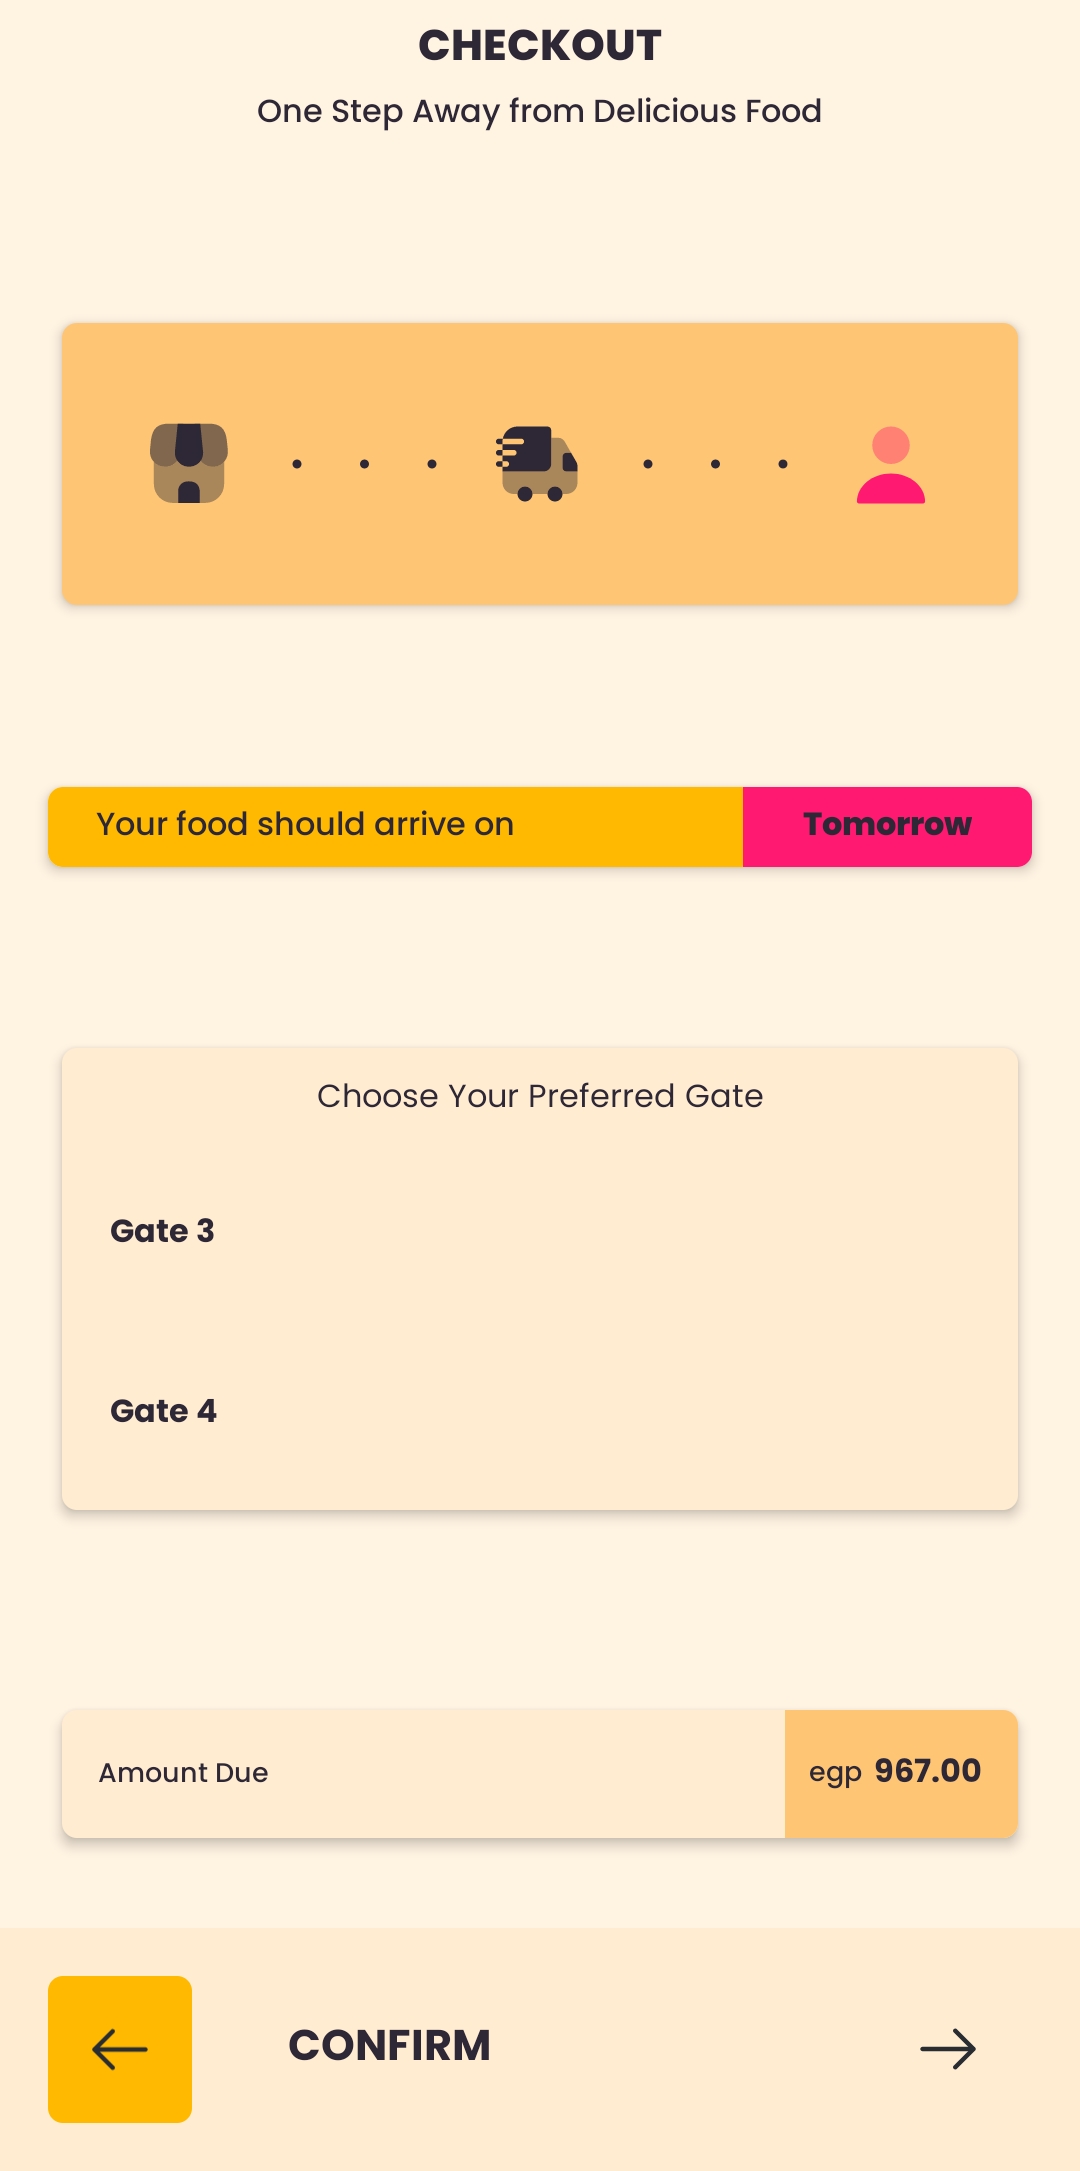 CHECKOUT
One Step Away from Delicious Food
Your food should arrive on Tomorrow
Choose Your Preferred Gate
Gate 3
Gate 4
Amount Due egp 967.00
CONFIRM